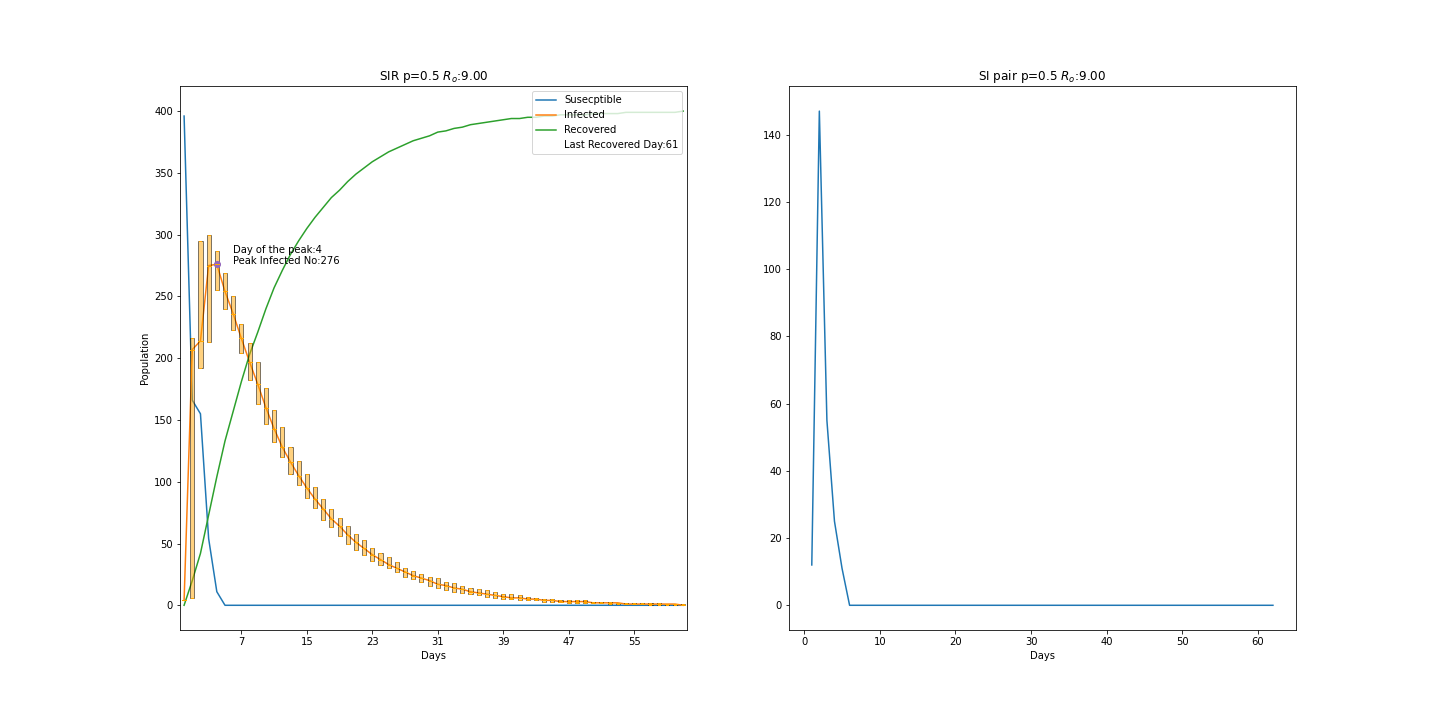 SIR p=0.5 Rₒ:9.00
Susecptible
Infected
Recovered
Last Recovered Day:61
Day of the peak:4
Peak Infected No:276
Population
400
350
300
250
200
150
100
50
0
7 15 23 31 39 47 55
Days
SI pair p=0.5 Rₒ:9.00
140
120
100
80
60
40
20
0
0 10 20 30 40 50 60
Days